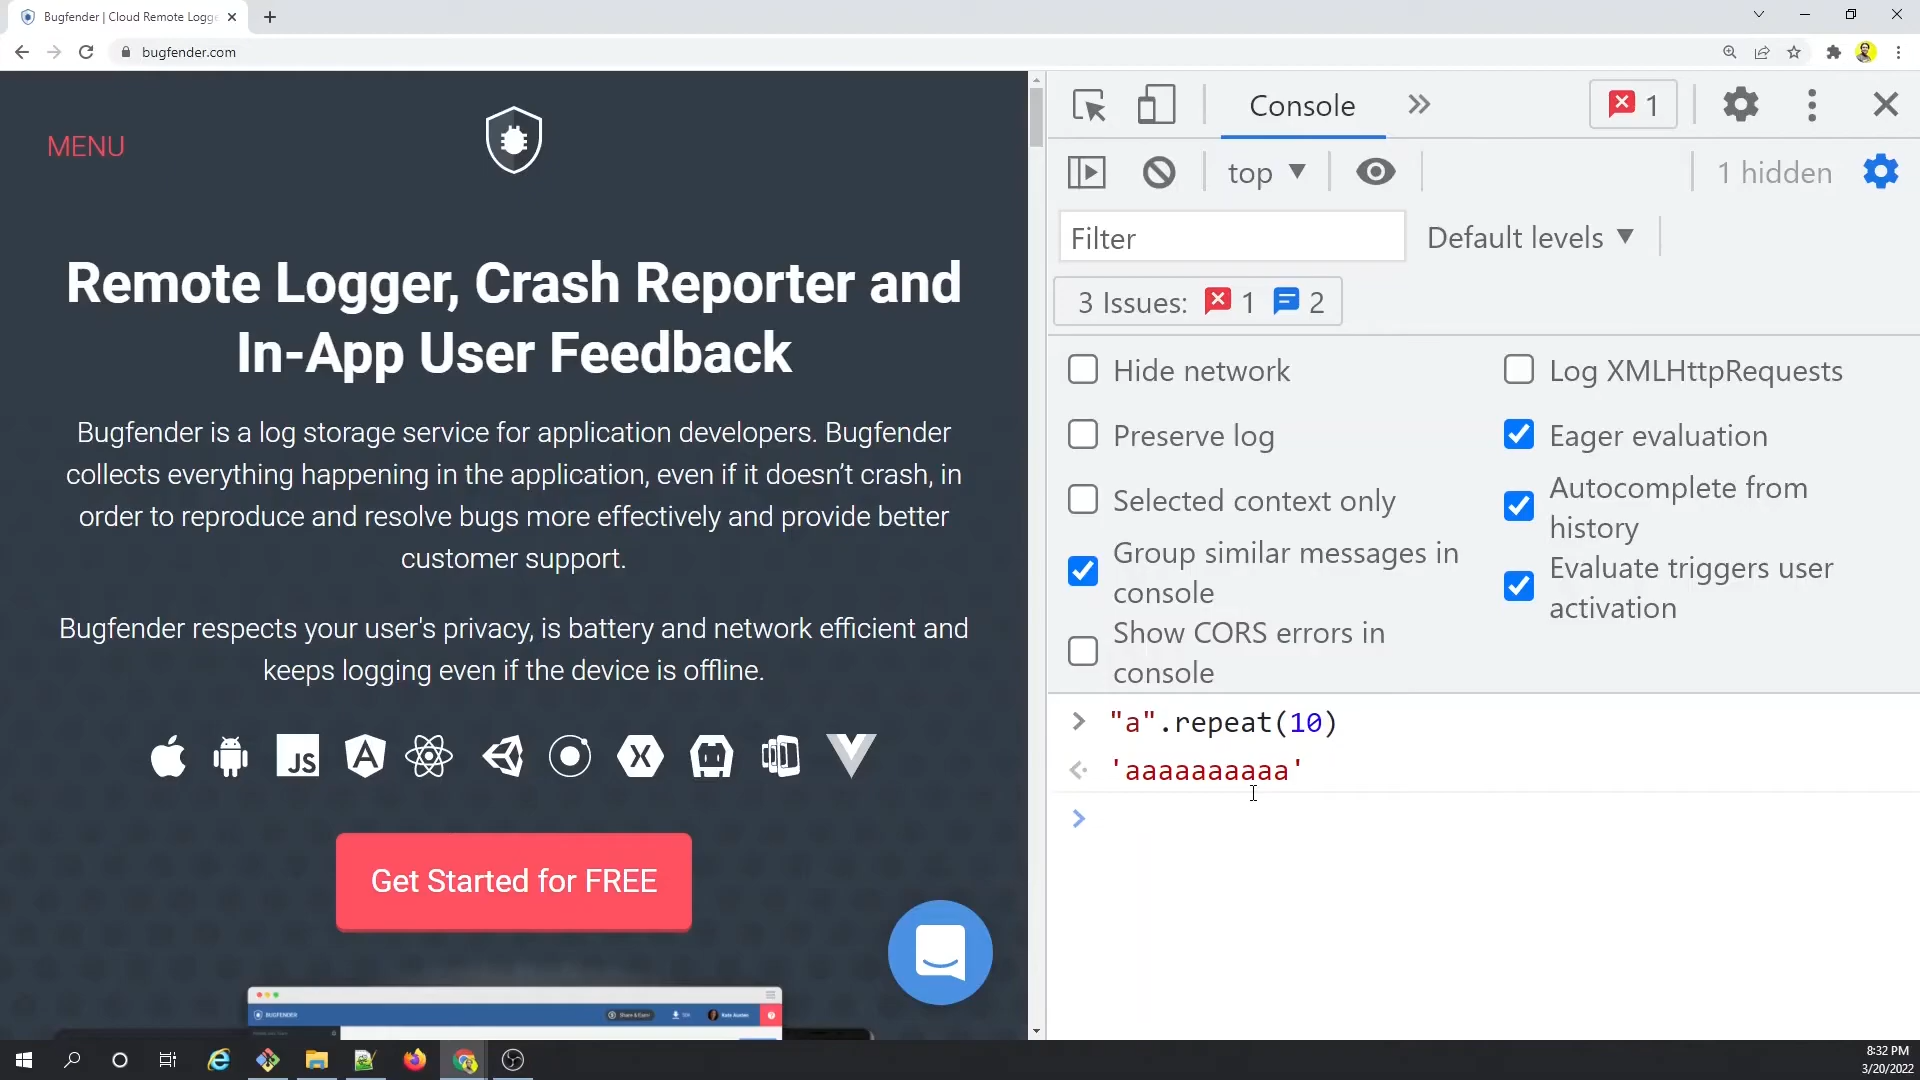 Bugfender | Cloud Remote Logge
bugfender.com
MENU
Remote Logger, Crash Reporter and
In-App User Feedback
Bugfender is a log storage service for application developers. Bugfender
collects everything happening in the application, even if it doesn’t crash, in
order to reproduce and resolve bugs more effectively and provide better
customer support.
Bugfender respects your user's privacy, is battery and network efficient and
keeps logging even if the device is offline.
JS
Get Started for FREE
BUGFENDER
Share & Earn
Kate Austen
Console
1
top
1 hidden
Filter
Default levels
3 Issues: 1 2
Hide network
Log XMLHttpRequests
Preserve log
Eager evaluation
Selected context only
Autocomplete from
history
Group similar messages in
console
Evaluate triggers user
activation
Show CORS errors in
console
> "a".repeat(10)
'aaaaaaaaaa'
>
8:32 PM
3/20/2022